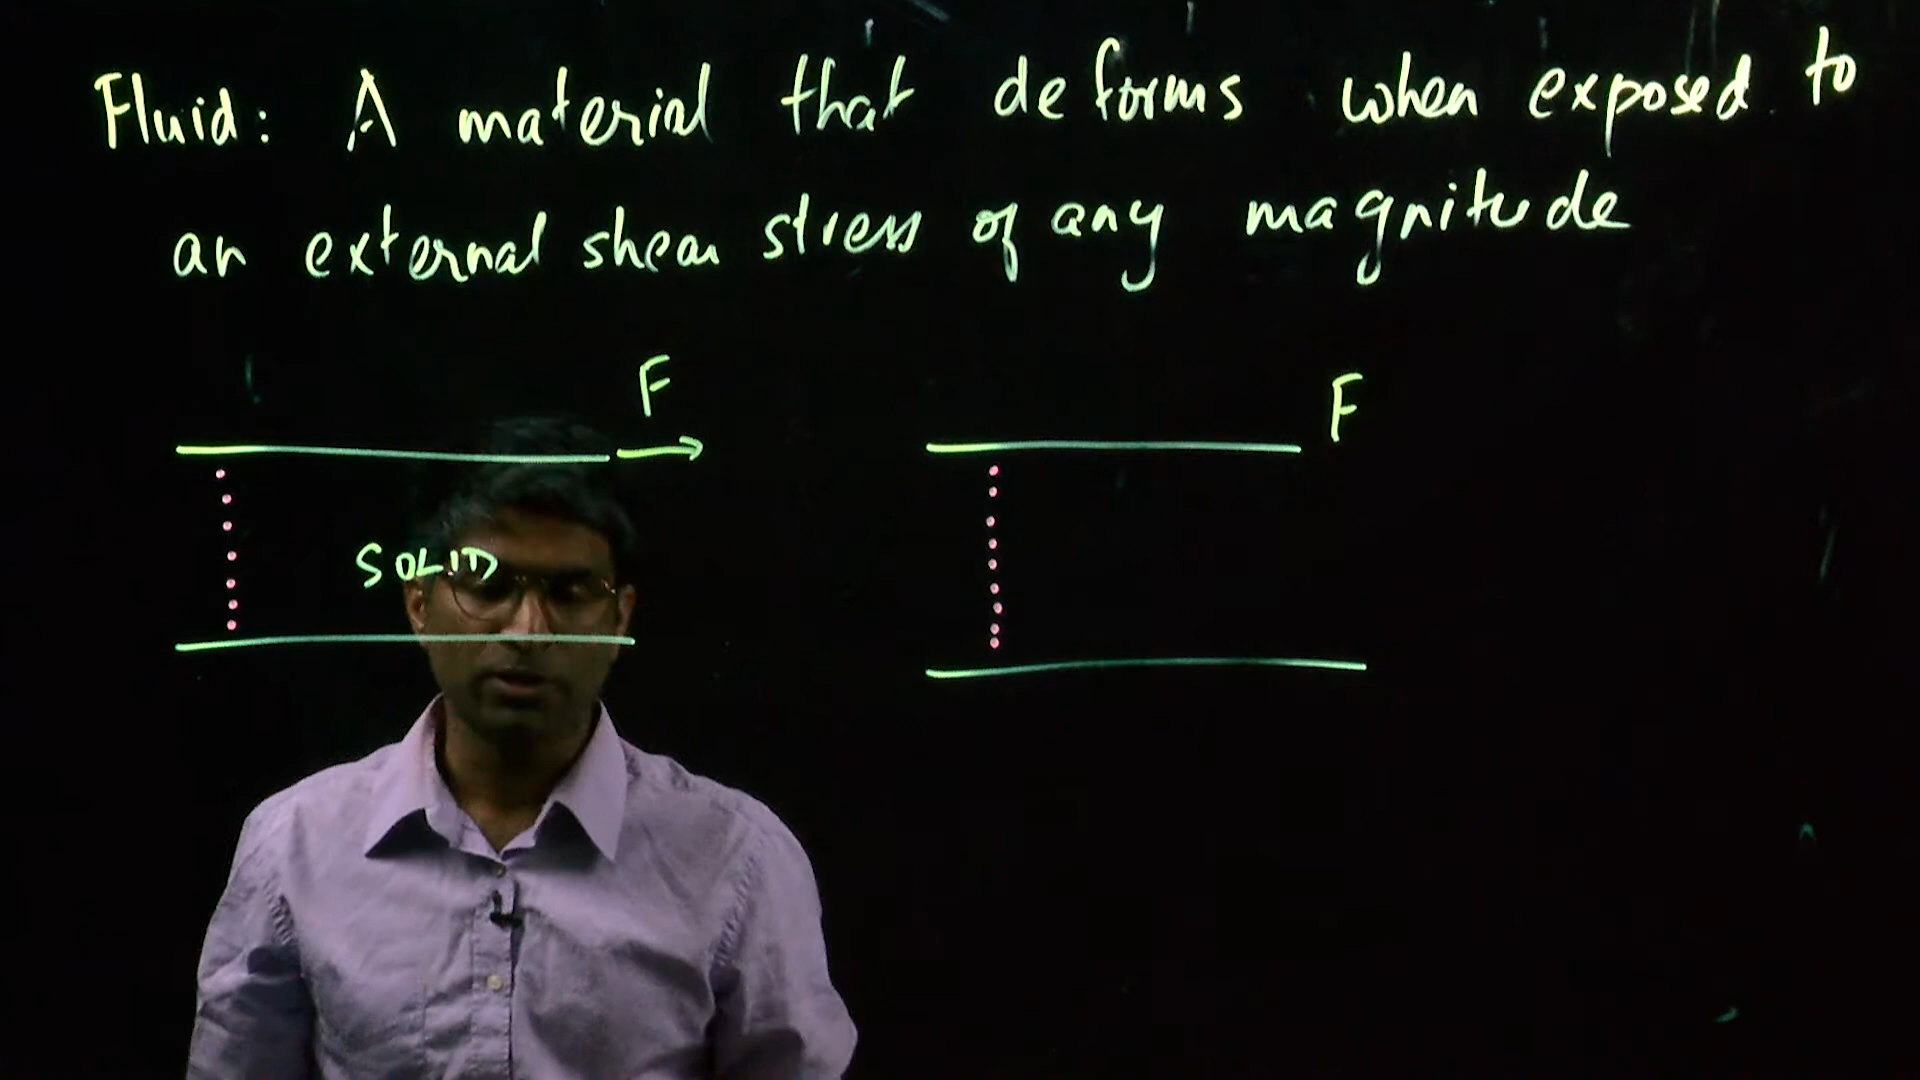 Fluid: A material that deforms when exposed to
an external shear stress of any magnitude
F
F
SOLID